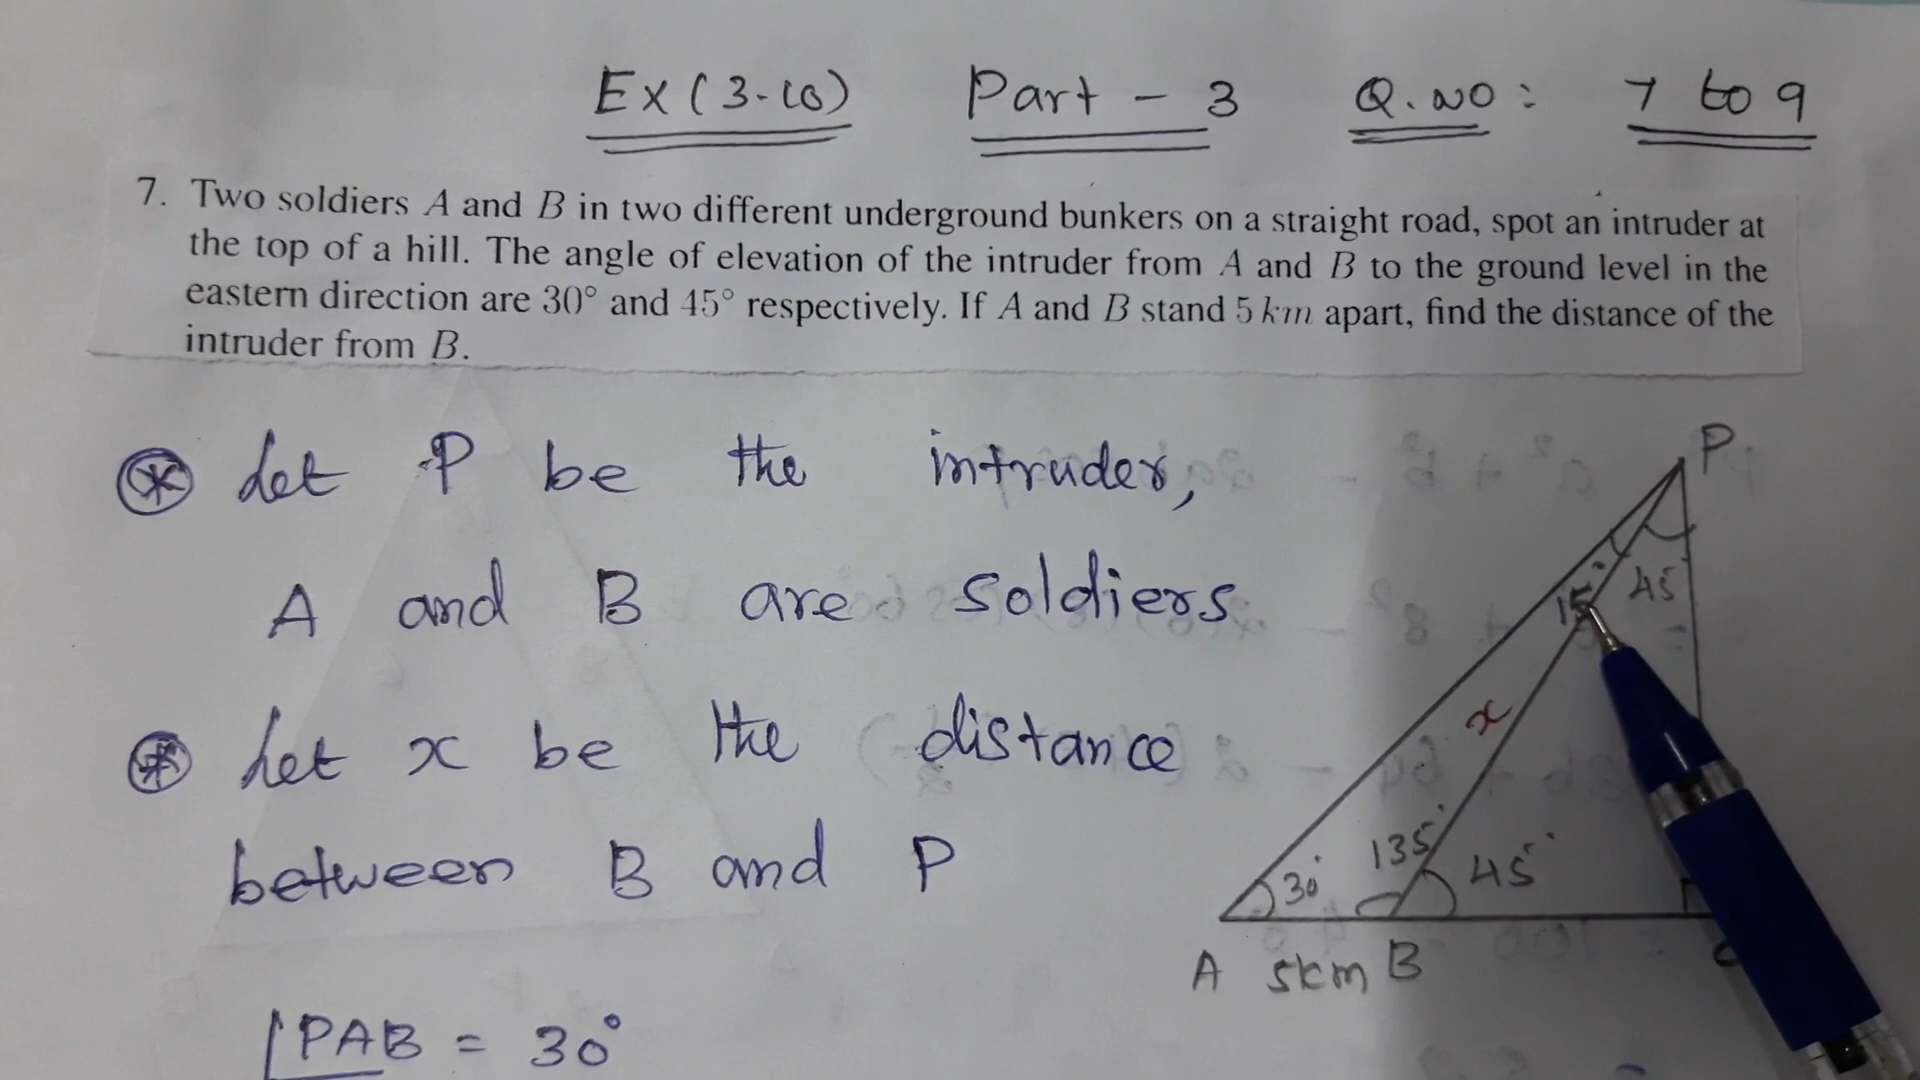 Ex (3.10) Part - 3 Q.NO: 7 to 9
7. Two soldiers A and B in two different underground bunkers on a straight road, spot an intruder at
the top of a hill. The angle of elevation of the intruder from A and B to the ground level in the
eastern direction are 30° and 45° respectively. If A and B stand 5 km apart, find the distance of the
intruder from B.
Let P be the intruder,
A and B are soldiers
Let x be the distance
between B and P
∠PAB = 30°
P
15° 45
x
30° 135° 45°
A 5km B